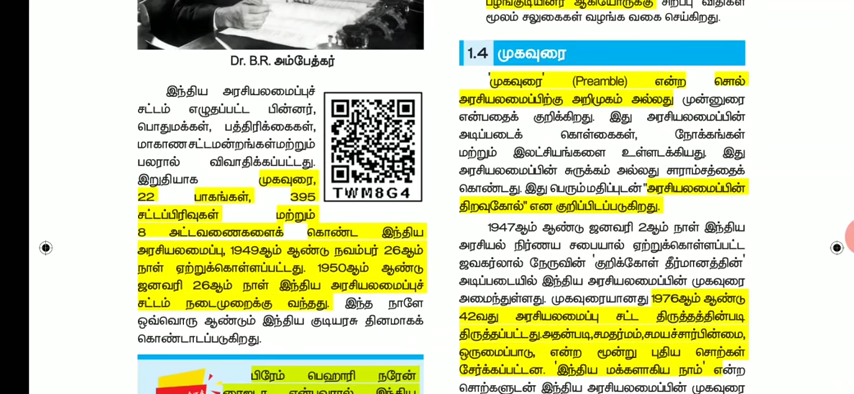 Dr. B.R. அம்பேத்கர்
இந்திய அரசியலமைப்புச்
சட்டம் எழுதப்பட்ட பின்னர்,
பொதுமக்கள், பத்திரிக்கைகள்,
மாகாண சட்டமன்றங்கள் மற்றும்
பலரால் விவாதிக்கப்பட்டது.
இறுதியாக முகவுரை,
22 பாகங்கள், 395
சட்டப்பிரிவுகள் மற்றும்
8 அட்டவணைகளைக் கொண்ட இந்திய
அரசியலமைப்பு, 1949ஆம் ஆண்டு நவம்பர் 26ஆம்
நாள் ஏற்றுக்கொள்ளப்பட்டது. 1950ஆம் ஆண்டு
ஜனவரி 26ஆம் நாள் இந்திய அரசியலமைப்புச்
சட்டம் நடைமுறைக்கு வந்தது. இந்த நாளே
ஒவ்வொரு ஆண்டும் இந்திய குடியரசு தினமாகக்
கொண்டாடப்படுகிறது.
TWM8G4
பிரேம் பெஹாரி நரேன்
பழங்குடியினர் ஆகியோருக்கு சிறப்பு விதிகள்
மூலம் சலுகைகள் வழங்க வகை செய்கிறது.
1.4 முகவுரை
'முகவுரை' (Preamble) என்ற சொல்
அரசியலமைப்பிற்கு அறிமுகம் அல்லது முன்னுரை
என்பதைக் குறிக்கிறது. இது அரசியலமைப்பின்
அடிப்படைக் கொள்கைகள், நோக்கங்கள்
மற்றும் இலட்சியங்களை உள்ளடக்கியது. இது
அரசியலமைப்பின் சுருக்கம் அல்லது சாராம்சத்தைக்
கொண்டது. இது பெரும் மதிப்புடன் "அரசியலமைப்பின்
திறவுகோல்" என குறிப்பிடப்படுகிறது.
1947ஆம் ஆண்டு ஜனவரி 2ஆம் நாள் இந்திய
அரசியல் நிர்ணய சபையால் ஏற்றுக்கொள்ளப்பட்ட
ஜவகர்லால் நேருவின் 'குறிக்கோள் தீர்மானத்தின்'
அடிப்படையில் இந்திய அரசியலமைப்பின் முகவுரை
அமைந்துள்ளது. முகவுரையானது 1976ஆம் ஆண்டு
42வது அரசியலமைப்பு சட்ட திருத்தத்தின்படி
திருத்தப்பட்டது.அதன்படி,சமதர்மம்,சமயச்சார்பின்மை,
ஒருமைப்பாடு, என்ற மூன்று புதிய சொற்கள்
சேர்க்கப்பட்டன. 'இந்திய மக்களாகிய நாம்' என்ற
சொற்களுடன் இந்திய அரசியலமைப்பின் முகவுரை